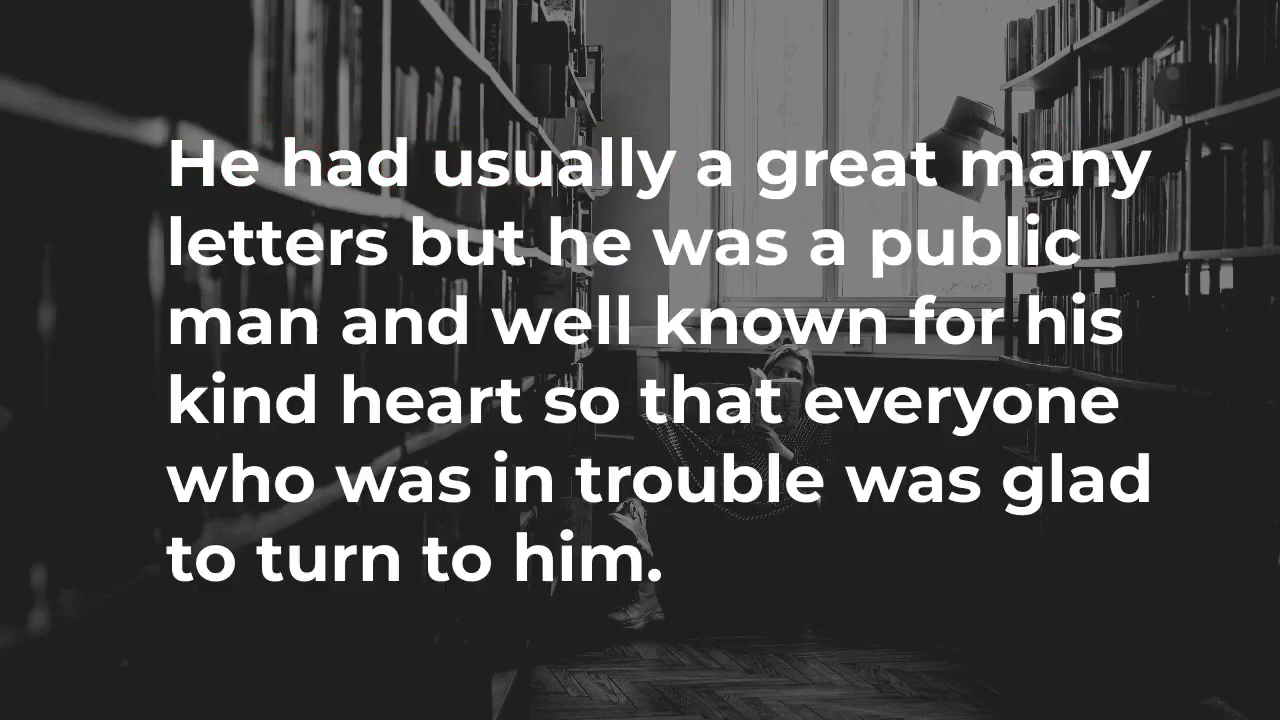 He had usually a great many
letters but he was a public
man and well known for his
kind heart so that everyone
who was in trouble was glad
to turn to him.